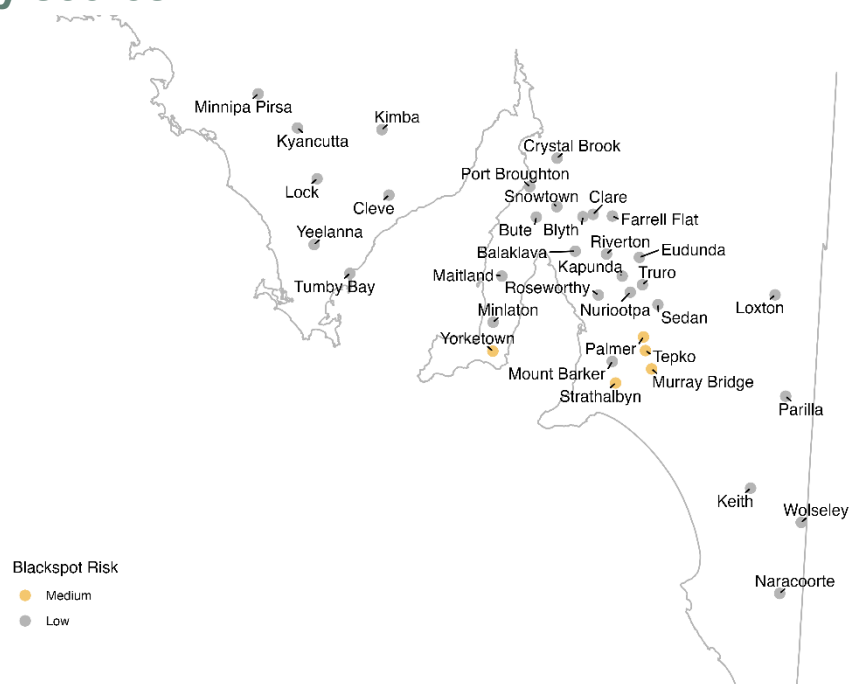 Minnipa Pirsa
Kyancutta
Kimba
Lock
Cleve
Yeelanna
Tumby Bay
Crystal Brook
Port Broughton
Snowtown
Clare
Bute
Blyth
Farrell Flat
Balaklava
Riverton
Eudunda
Kapunda
Truro
Maitland
Roseworthy
Nuriootpa
Sedan
Loxton
Minlaton
Yorketown
Palmer
Tepko
Mount Barker
Murray Bridge
Strathalbyn
Parilla
Keith
Wolseley
Naracoorte
Blackspot Risk
Medium
Low